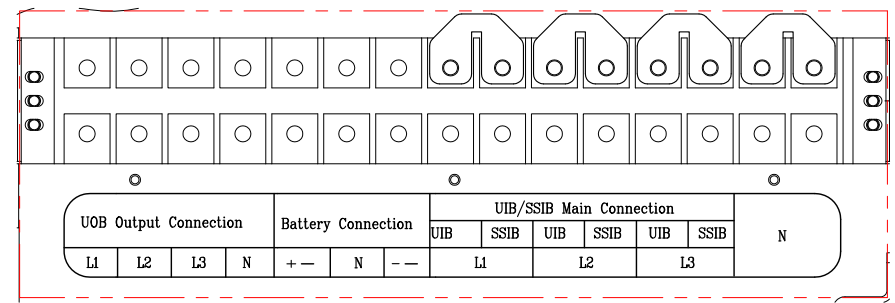 UIB/SSIB Main Connection
UOB Output Connection Battery Connection UIB SSIB UIB SSIB UIB SSIB N
L1 L2 L3 N + — N — — L1 L2 L3